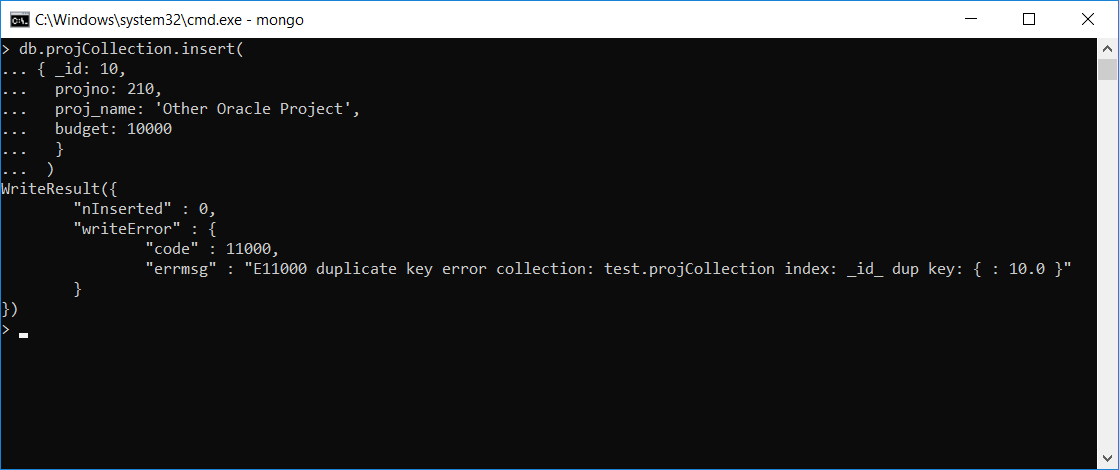 C:\Windows\system32\cmd.exe - mongo
> db.projCollection.insert(
... { _id: 10,
...   projno: 210,
...   proj_name: 'Other Oracle Project',
...   budget: 10000
...   }
...  )
WriteResult({
        "nInserted" : 0,
        "writeError" : {
                "code" : 11000,
                "errmsg" : "E11000 duplicate key error collection: test.projCollection index: _id_ dup key: { : 10.0 }"
        }
})
>